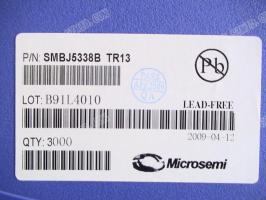 P/N: SMBJ5338B TR13
Pb
LOT: B91L4010
LEAD-FREE
2009-04-12
QTY: 3000
Microsemi